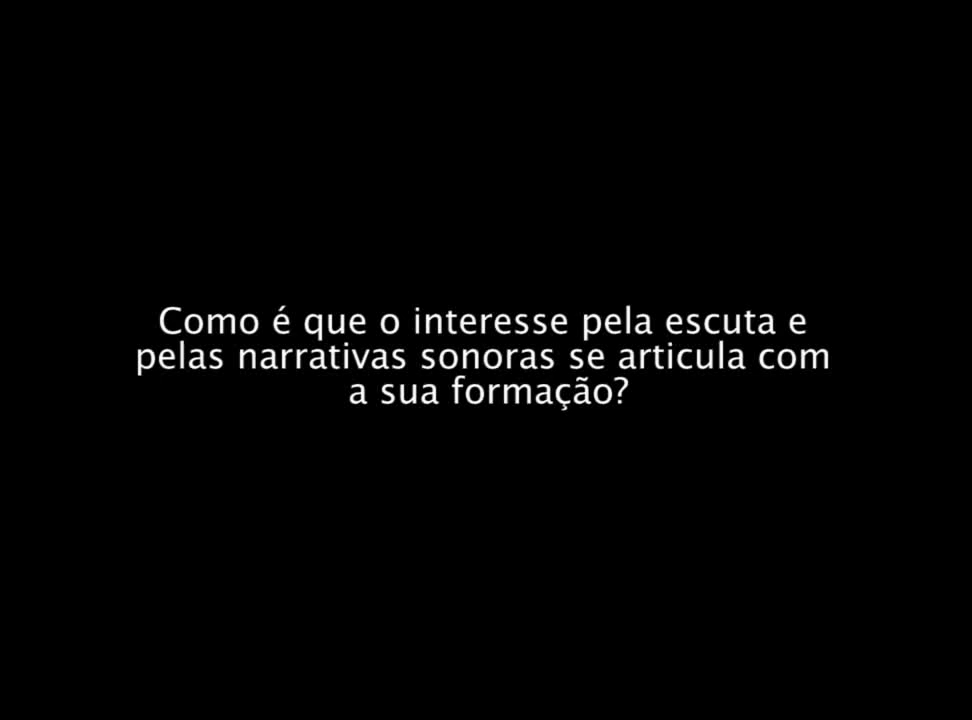 Como é que o interesse pela escuta e
pelas narrativas sonoras se articula com
a sua formação?